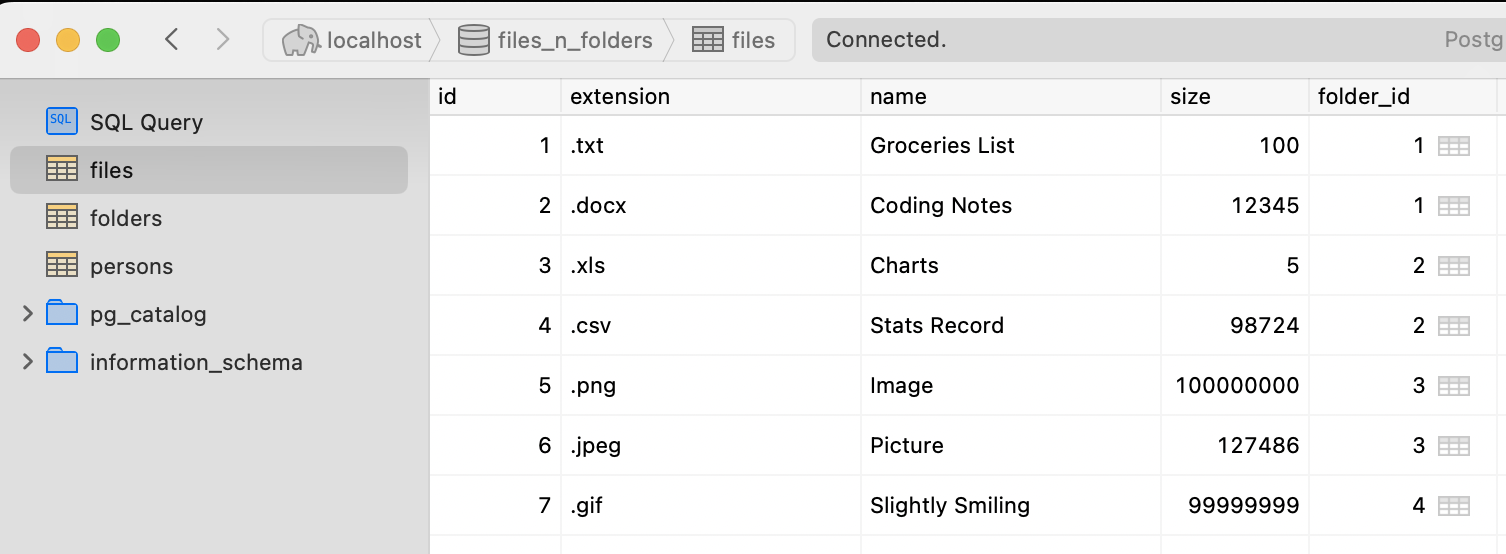 localhost files_n_folders files Connected. Postg
SQL SQL Query
files
folders
persons
pg_catalog
information_schema
id extension name size folder_id
1 .txt Groceries List 100 1
2 .docx Coding Notes 12345 1
3 .xls Charts 5 2
4 .csv Stats Record 98724 2
5 .png Image 100000000 3
6 .jpeg Picture 127486 3
7 .gif Slightly Smiling 99999999 4